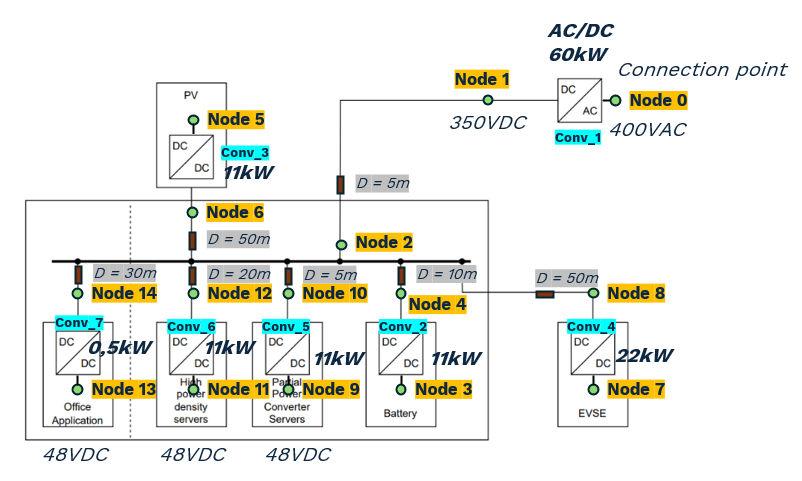 AC/DC
60kW
Connection point
Node 1
DC
AC
Node 0
350VDC
Conv_1
400VAC
PV
Node 5
DC
DC
Conv_3
11kW
D = 5m
Node 6
D = 50m
Node 2
D = 30m
D = 20m
D = 5m
D = 10m
D = 50m
Node 14
Node 12
Node 10
Node 4
Node 8
Conv_7
Conv_6
Conv_5
Conv_2
Conv_4
DC
DC
0,5kW
DC
DC
11kW
DC
DC
11kW
DC
DC
11kW
DC
DC
22kW
Node 13
Node 11
Node 9
Node 3
Node 7
Office
Application
High
power
density
servers
Partial
Power
Converter
Servers
Battery
EVSE
48VDC
48VDC
48VDC